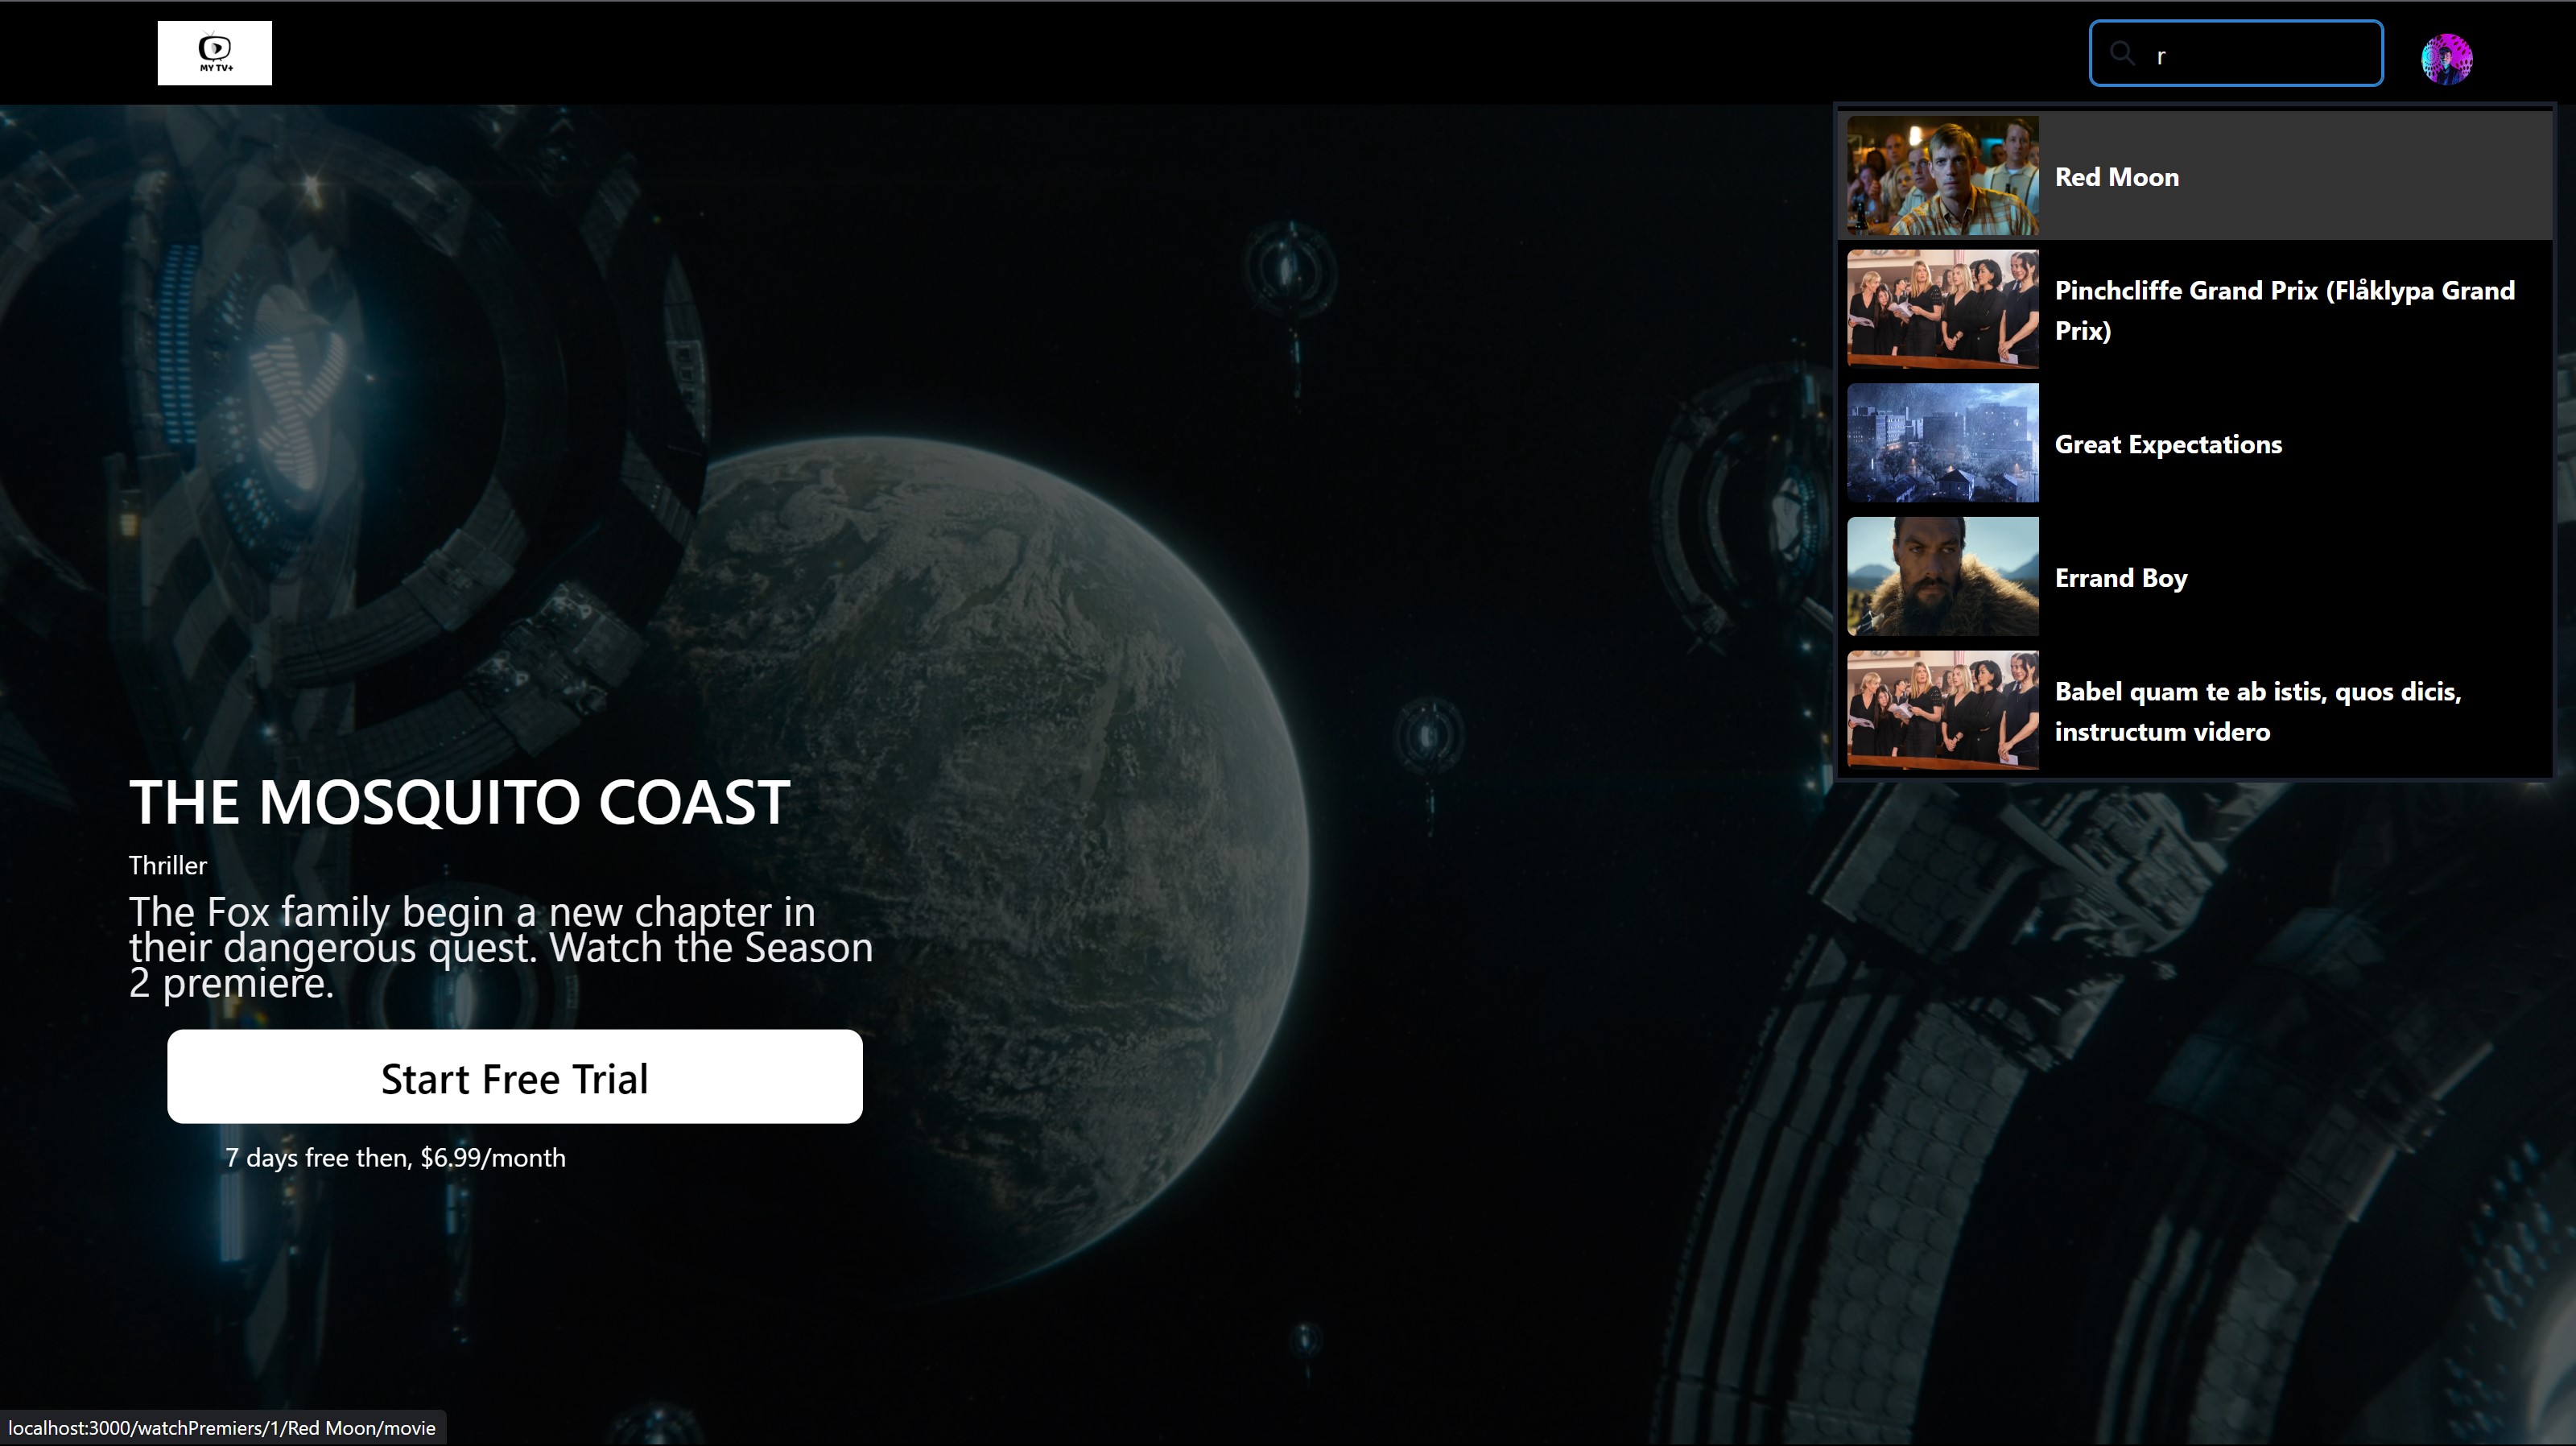 MY TV+
r
Red Moon
Pinchcliffe Grand Prix (Flåklypa Grand
Prix)
Great Expectations
Errand Boy
Babel quam te ab istis, quos dicis,
instructum videro
THE MOSQUITO COAST
Thriller
The Fox family begin a new chapter in
their dangerous quest. Watch the Season
2 premiere.
Start Free Trial
7 days free then, $6.99/month
localhost:3000/watchPremiers/1/Red Moon/movie